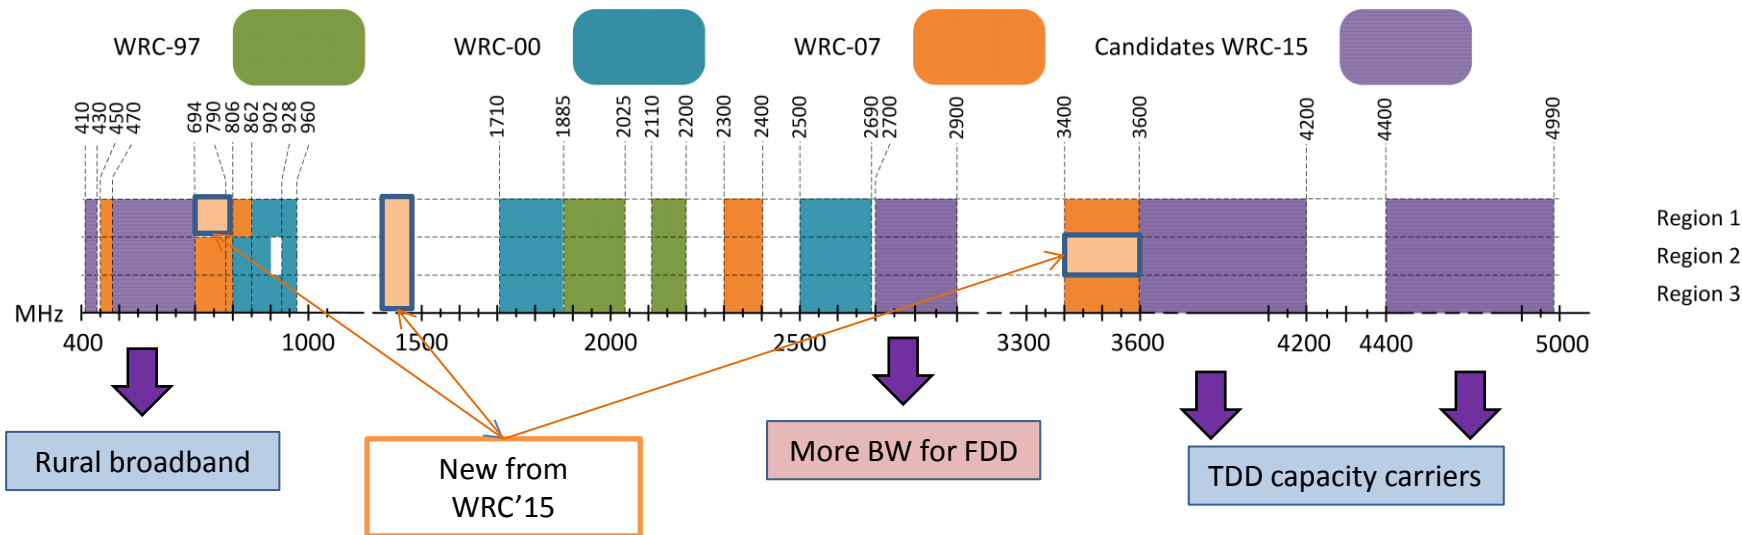 WRC-97
WRC-00
WRC-07
Candidates WRC-15
410
430
450
470
694
790
806
862
902
928
960
1710
1885
2025
2110
2200
2300
2400
2500
2690
2700
2900
3400
3600
4200
4400
4990
Region 1
Region 2
Region 3
MHz
400
1000
1500
2000
2500
3300
3600
4200
4400
5000
Rural broadband
New from
WRC’15
More BW for FDD
TDD capacity carriers